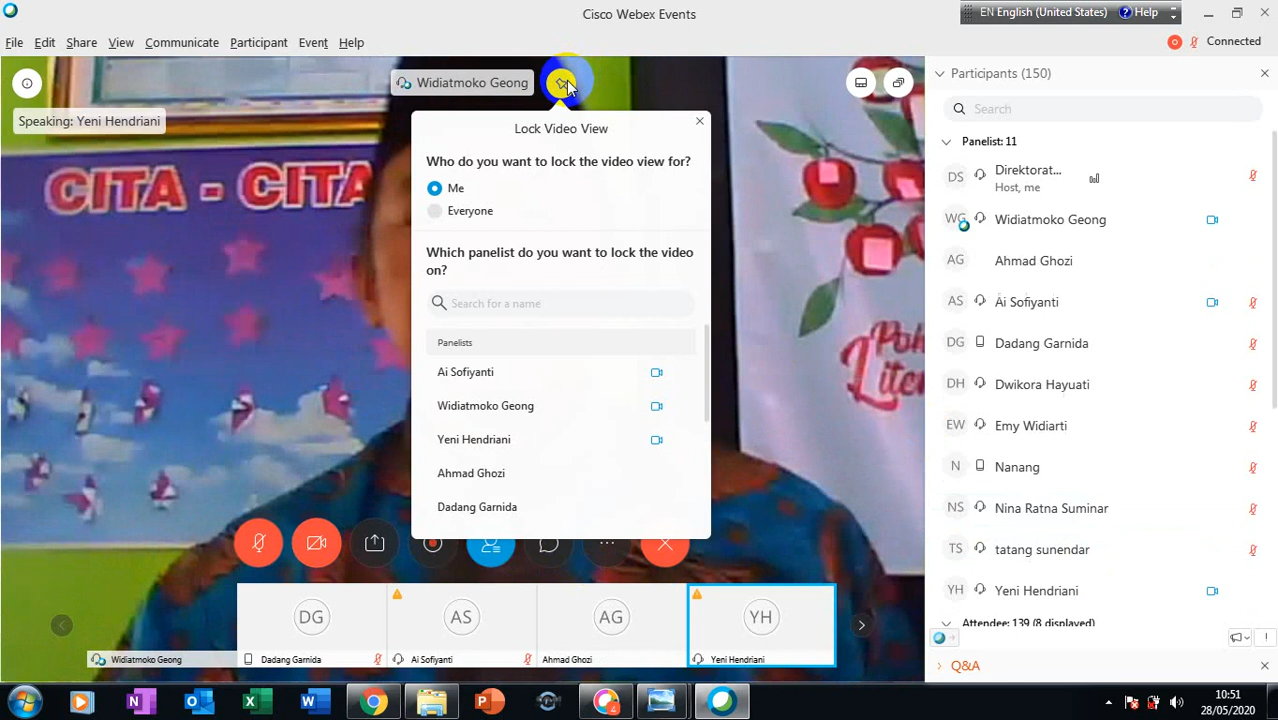 Cisco Webex Events
EN English (United States)
Help
File Edit Share View Communicate Participant Event Help
Connected
Widiatmoko Geong
Speaking: Yeni Hendriani
CITA - CITA
Lock Video View
Who do you want to lock the video view for?
Me
Everyone
Which panelist do you want to lock the video
on?
Search for a name
Panelists
Ai Sofiyanti
Widiatmoko Geong
Yeni Hendriani
Ahmad Ghozi
Dadang Garnida
Participants (150)
Search
Panelist: 11
DS Direktorat...
Host, me
WG Widiatmoko Geong
AG Ahmad Ghozi
AS Ai Sofiyanti
DG Dadang Garnida
DH Dwikora Hayuati
EW Emy Widiarti
N Nanang
NS Nina Ratna Suminar
TS tatang sunendar
YH Yeni Hendriani
Attendee: 139 (8 displayed)
Q&A
DG AS AG YH
Widiatmoko Geong Dadang Garnida Ai Sofiyanti Ahmad Ghozi Yeni Hendriani
4
10:51
28/05/2020